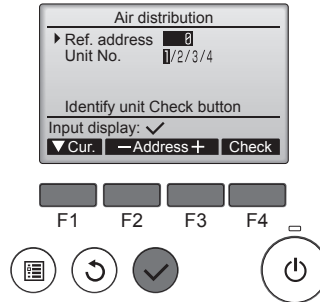 Air distribution
Ref. address 0
Unit No. 1/2/3/4
Identify unit Check button
Input display: ✓
▼ Cur. －Address＋ Check
F1 F2 F3 F4